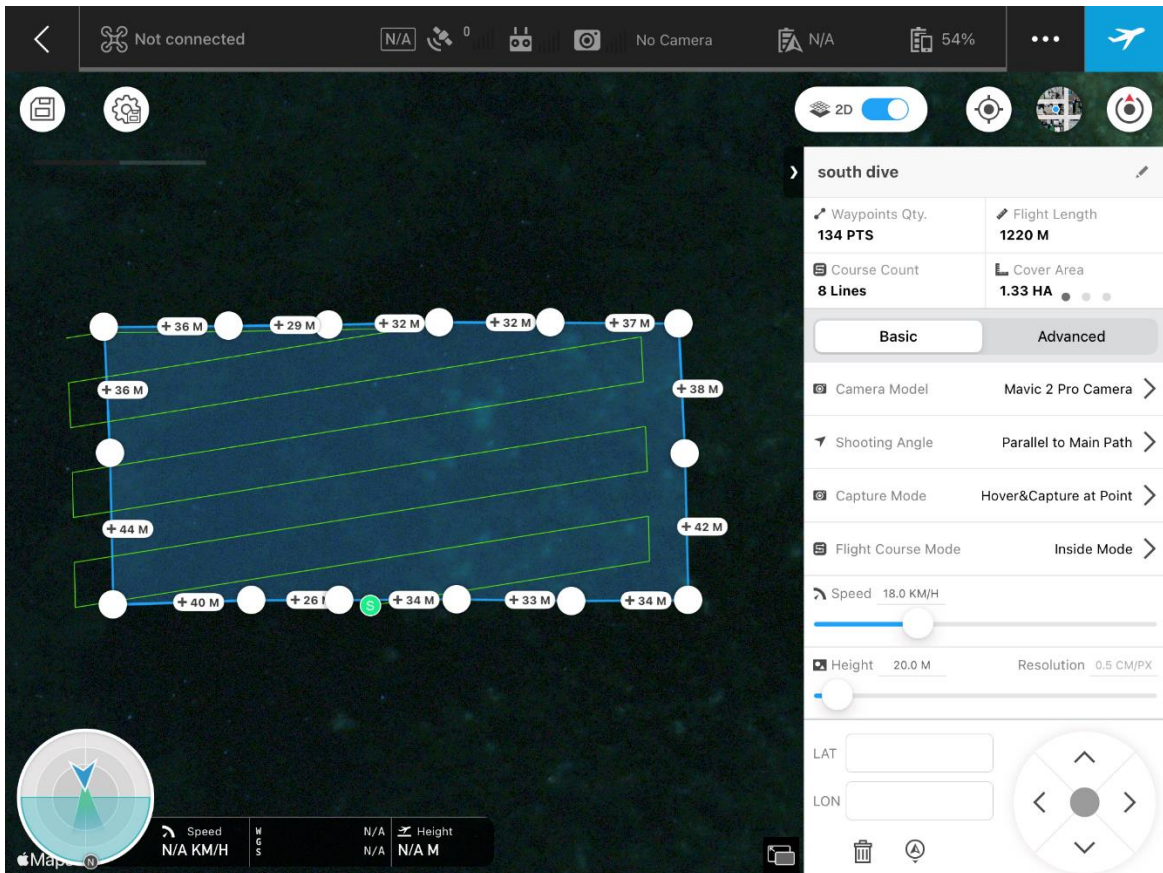 Not connected
N/A
0
No Camera
N/A
54%
2D
south dive
Waypoints Qty.
134 PTS
Flight Length
1220 M
Course Count
8 Lines
Cover Area
1.33 HA
Basic
Advanced
Camera Model
Mavic 2 Pro Camera
Shooting Angle
Parallel to Main Path
Capture Mode
Hover&Capture at Point
Flight Course Mode
Inside Mode
Speed 18.0 KM/H
Height 20.0 M
Resolution 0.5 CM/PX
LAT
LON
+ 36 M
+ 29 M
+ 32 M
+ 32 M
+ 37 M
+ 36 M
+ 38 M
+ 44 M
+ 42 M
+ 40 M
+ 26
S
+ 34 M
+ 33 M
+ 34 M
Speed
N/A KM/H
WGS
N/A
N/A
Height
N/A M
N